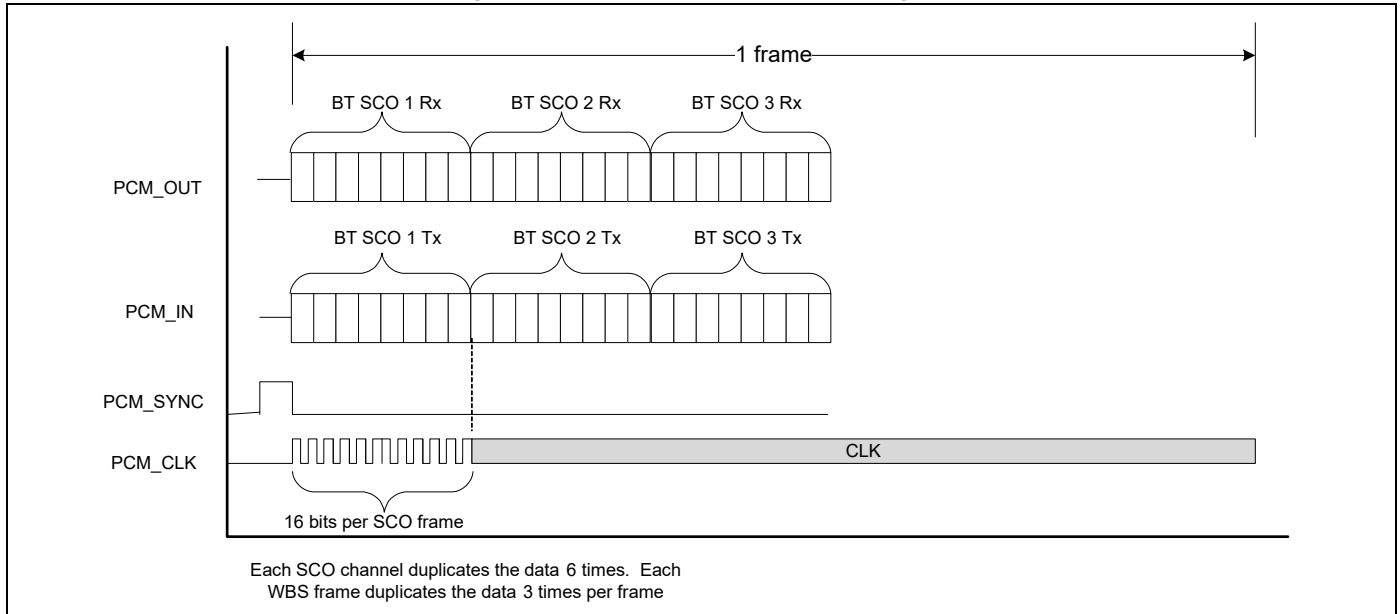 1 frame
BT SCO 1 Rx BT SCO 2 Rx BT SCO 3 Rx
PCM_OUT
BT SCO 1 Tx BT SCO 2 Tx BT SCO 3 Tx
PCM_IN
PCM_SYNC
PCM_CLK CLK
16 bits per SCO frame
Each SCO channel duplicates the data 6 times. Each
WBS frame duplicates the data 3 times per frame